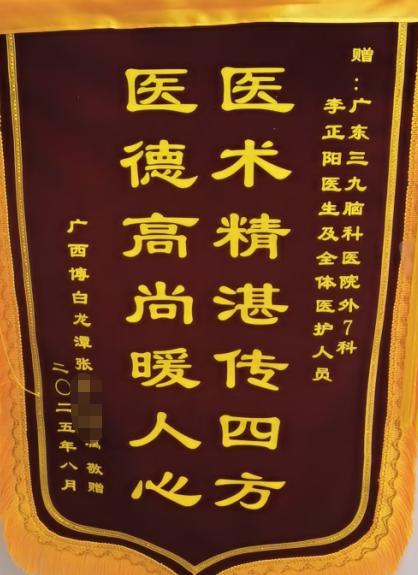 赠：广东三九脑科医院外7科
李正阳医生及全体医护人员
医术精湛传四方
医德高尚暖人心
广西博白龙潭张
敬赠
二〇二五年八月